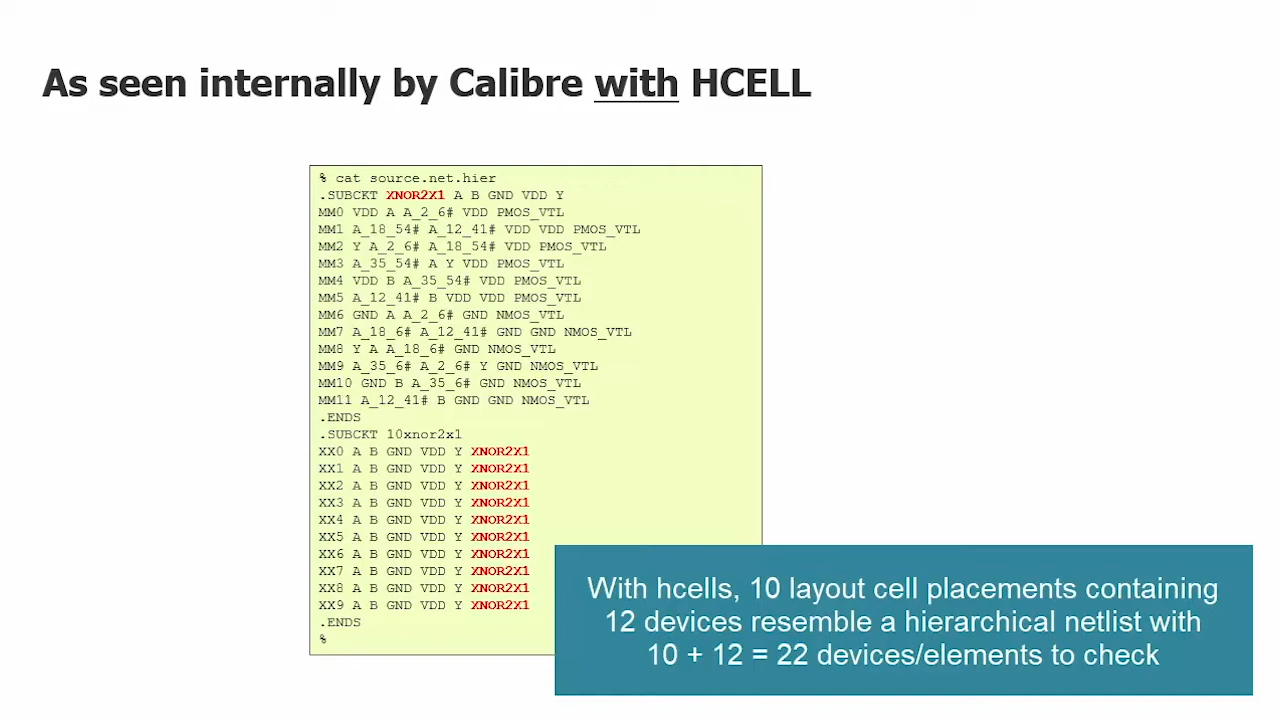 As seen internally by Calibre with HCELL
% cat source.net.hier
.SUBCKT XNOR2X1 A B GND VDD Y
MM0 VDD A A_2_6# VDD PMOS_VTL
MM1 A_18_54# A_12_41# VDD VDD PMOS_VTL
MM2 Y A_2_6# A_18_54# VDD PMOS_VTL
MM3 A_35_54# A Y VDD PMOS_VTL
MM4 VDD B A_35_54# VDD PMOS_VTL
MM5 A_12_41# B VDD VDD PMOS_VTL
MM6 GND A A_2_6# GND NMOS_VTL
MM7 A_18_6# A_12_41# GND GND NMOS_VTL
MM8 Y A A_18_6# GND NMOS_VTL
MM9 A_35_6# A_2_6# Y GND NMOS_VTL
MM10 GND B A_35_6# GND NMOS_VTL
MM11 A_12_41# B GND GND NMOS_VTL
.ENDS
.SUBCKT 10xnor2x1
XX0 A B GND VDD Y XNOR2X1
XX1 A B GND VDD Y XNOR2X1
XX2 A B GND VDD Y XNOR2X1
XX3 A B GND VDD Y XNOR2X1
XX4 A B GND VDD Y XNOR2X1
XX5 A B GND VDD Y XNOR2X1
XX6 A B GND VDD Y XNOR2X1
XX7 A B GND VDD Y XNOR2X1
XX8 A B GND VDD Y XNOR2X1
XX9 A B GND VDD Y XNOR2X1
.ENDS
%
With hcells, 10 layout cell placements containing
12 devices resemble a hierarchical netlist with
10 + 12 = 22 devices/elements to check